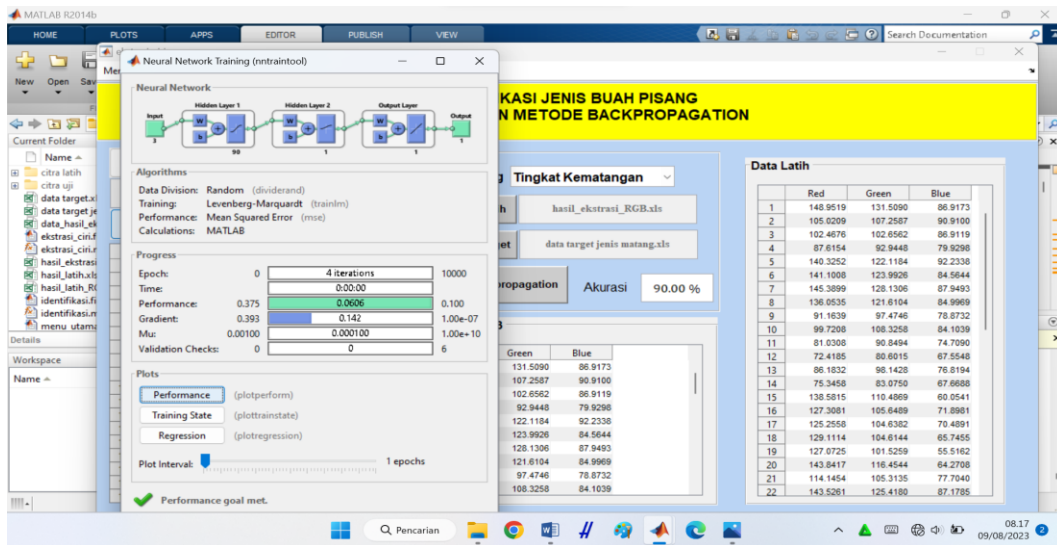 MATLAB R2014b
HOME PLOTS APPS EDITOR PUBLISH VIEW
Search Documentation
New Open Sav
Current Folder
Name
citra latih
citra uji
data target.xl
data target je
data_hasil_ek
ekstrasi_ciri.f
ekstrasi_ciri.r
hasil_ekstrasi
hasil_latih.xls
hasil_latih_R(
identifikasi.fi
identifikasi.m
menu utama
Details
Workspace
Name
Neural Network Training (nntraintool)
Neural Network
Hidden Layer 1 Hidden Layer 2 Output Layer
Input Output
W W W
b b b
3 90 1 1 1
Algorithms
Data Division: Random (dividerand)
Training: Levenberg-Marquardt (trainlm)
Performance: Mean Squared Error (mse)
Calculations: MATLAB
Progress
Epoch: 0 4 iterations 10000
Time: 0:00:00
Performance: 0.375 0.0606 0.100
Gradient: 0.393 0.142 1.00e-07
Mu: 0.00100 0.000100 1.00e+10
Validation Checks: 0 0 6
Plots
Performance (plotperform)
Training State (plottrainstate)
Regression (plotregression)
Plot Interval: 1 epochs
Performance goal met.
Mer
KASI JENIS BUAH PISANG
N METODE BACKPROPAGATION
g Tingkat Kematangan
h hasil_ekstrasi_RGB.xls
et data target jenis matang.xls
ropagation Akurasi 90.00 %
Green Blue
131.5090 86.9173
107.2587 90.9100
102.6562 86.9119
92.9448 79.9298
122.1184 92.2338
123.9926 84.5644
128.1306 87.9493
121.6104 84.9969
97.4746 78.8732
108.3258 84.1039
Data Latih
Red Green Blue
1 148.9519 131.5090 86.9173
2 105.0209 107.2587 90.9100
3 102.4676 102.6562 86.9119
4 87.6154 92.9448 79.9298
5 140.3252 122.1184 92.2338
6 141.1008 123.9926 84.5644
7 145.3899 128.1306 87.9493
8 136.0535 121.6104 84.9969
9 91.1639 97.4746 78.8732
10 99.7208 108.3258 84.1039
11 81.0308 90.8494 74.7090
12 72.4185 80.6015 67.5548
13 86.1832 98.1428 76.8194
14 75.3458 83.0750 67.6688
15 138.5815 110.4869 60.0541
16 127.3081 105.6489 71.8981
17 125.2558 104.6382 70.4891
18 129.1114 104.6144 65.7455
19 127.0725 101.5259 55.5162
20 143.8417 116.4544 64.2708
21 114.1454 105.3135 77.7040
22 143.5261 125.4180 87.1785
Pencarian
08.17
09/08/2023
2